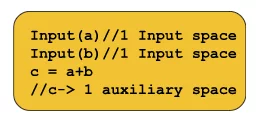 Input(a)//1 Input space
Input(b)//1 Input space
c = a+b
//c-> 1 auxiliary space